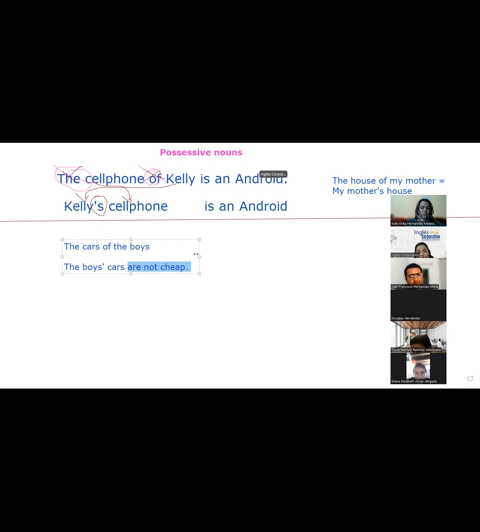 Possessive nouns
The cellphone of Kelly is an Android.
Kelly's cellphone is an Android
The house of my mother =
My mother's house
The cars of the boys
The boys' cars are not cheap.
Inglés